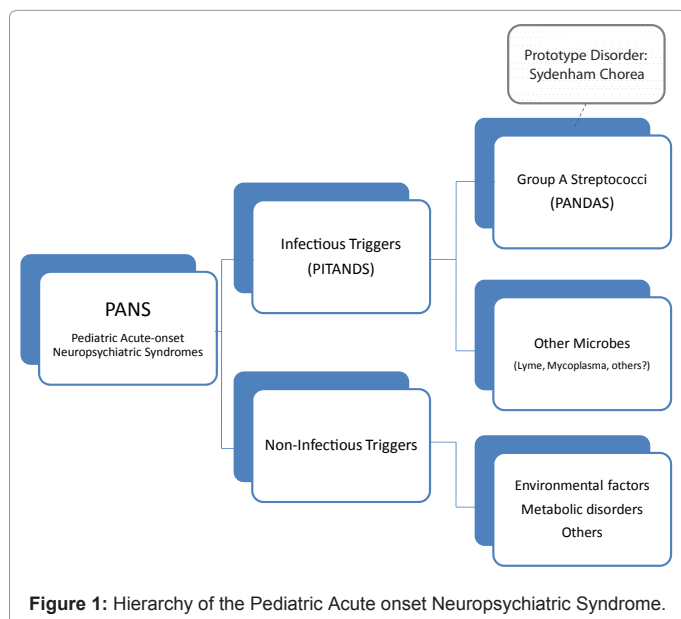 Prototype Disorder:
Sydenham Chorea
Group A Streptococci
(PANDAS)
Infectious Triggers
(PITANDS)
PANS
Pediatric Acute-onset
Neuropsychiatric Syndromes
Other Microbes
(Lyme, Mycoplasma, others?)
Non-Infectious Triggers
Environmental factors
Metabolic disorders
Others
Figure 1: Hierarchy of the Pediatric Acute onset Neuropsychiatric Syndrome.